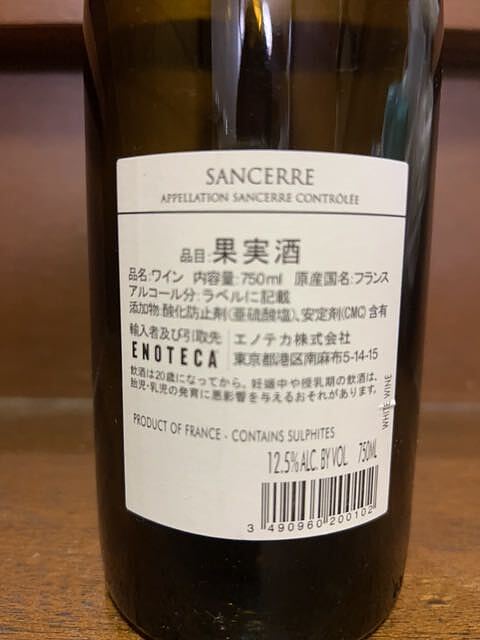 SANCERRE
APPELLATION SANCERRE CONTRÔLÉE
品目:果実酒
品名:ワイン 内容量:750ml 原産国名:フランス
アルコール分:ラベルに記載
添加物:酸化防止剤(亜硫酸塩)、安定剤(CMC)含有
輸入者及び引取先 エノテカ株式会社
ENOTECA 東京都港区南麻布5-14-15
飲酒は20歳になってから。妊娠中や授乳期の飲酒は、
胎児・乳児の発育に悪影響を与えるおそれがあります。
WHITE WINE
PRODUCT OF FRANCE - CONTAINS SULPHITES
12.5% ALC. BY VOL. 750ML
3 490960 200102